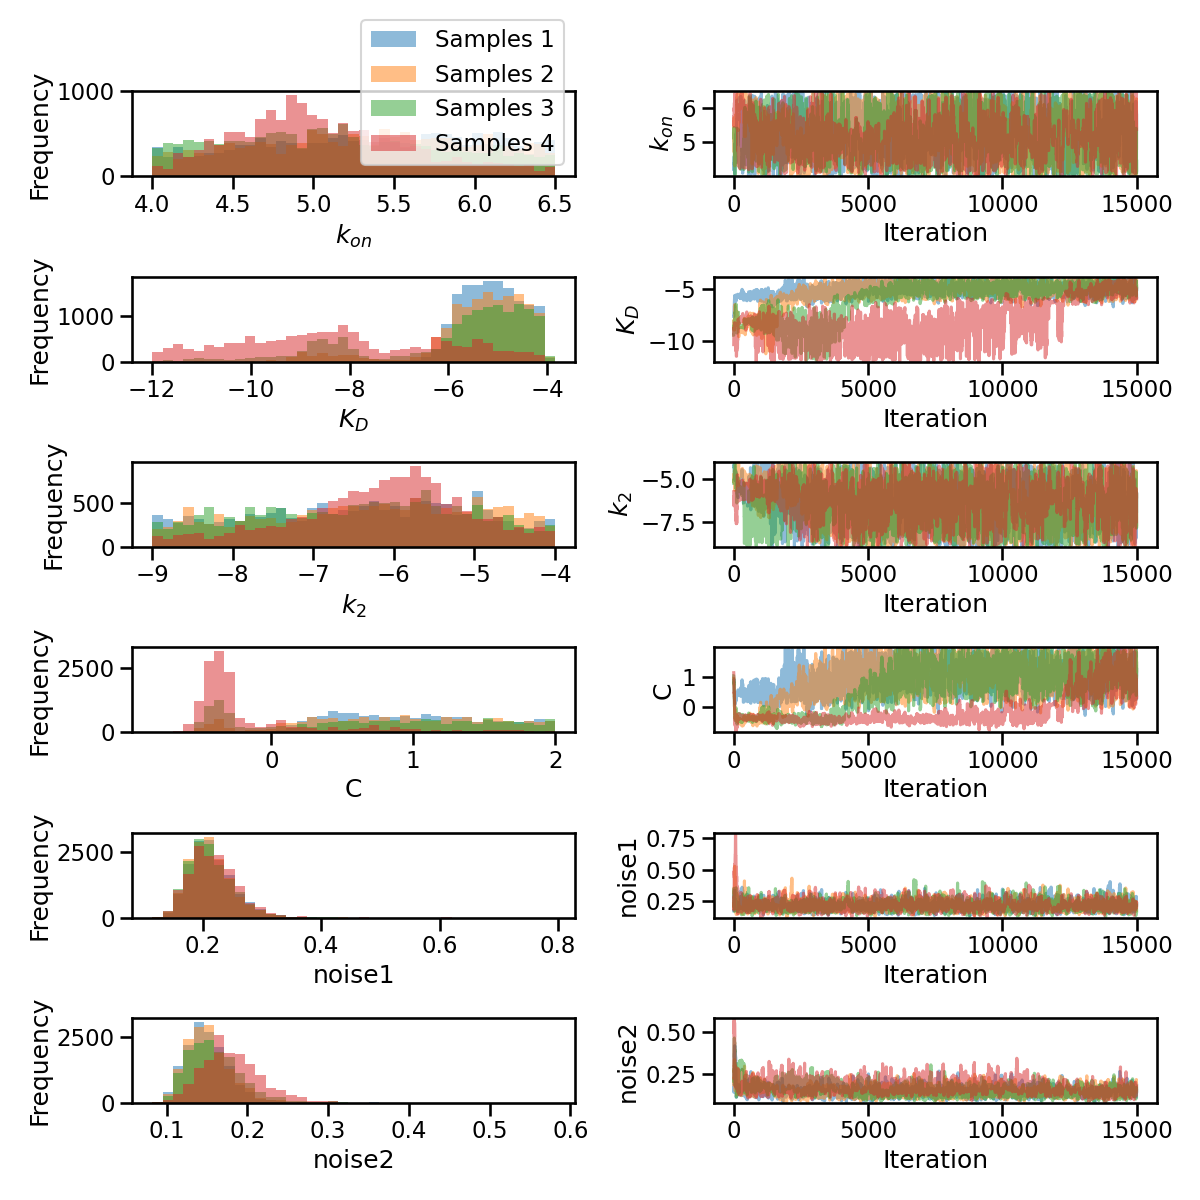 Samples 1
Samples 2
Samples 3
Samples 4
Frequency
1000
0
4.0 4.5 5.0 5.5 6.0 6.5
k_on
k_on
6
5
0 5000 10000 15000
Iteration
Frequency
1000
0
−12 −10 −8 −6 −4
K_D
K_D
−5
−10
0 5000 10000 15000
Iteration
Frequency
500
0
−9 −8 −7 −6 −5 −4
k_2
k_2
−5.0
−7.5
0 5000 10000 15000
Iteration
Frequency
2500
0
0 1 2
C
C
1
0
0 5000 10000 15000
Iteration
Frequency
2500
0
0.2 0.4 0.6 0.8
noise1
noise1
0.75
0.50
0.25
0 5000 10000 15000
Iteration
Frequency
2500
0
0.1 0.2 0.3 0.4 0.5 0.6
noise2
noise2
0.50
0.25
0 5000 10000 15000
Iteration